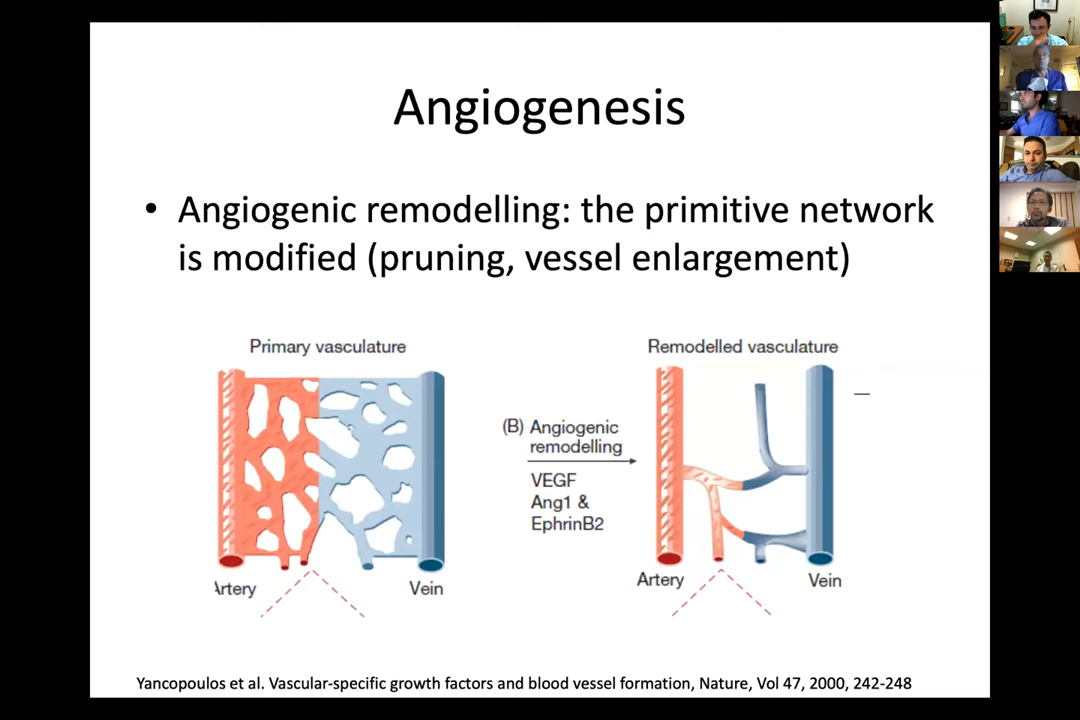 Angiogenesis
• Angiogenic remodelling: the primitive network
is modified (pruning, vessel enlargement)
Primary vasculature
Remodelled vasculature
(B) Angiogenic
remodelling
VEGF
Ang1 &
EphrinB2
Artery
Vein
Artery
Vein
Yancopoulos et al. Vascular-specific growth factors and blood vessel formation, Nature, Vol 47, 2000, 242-248